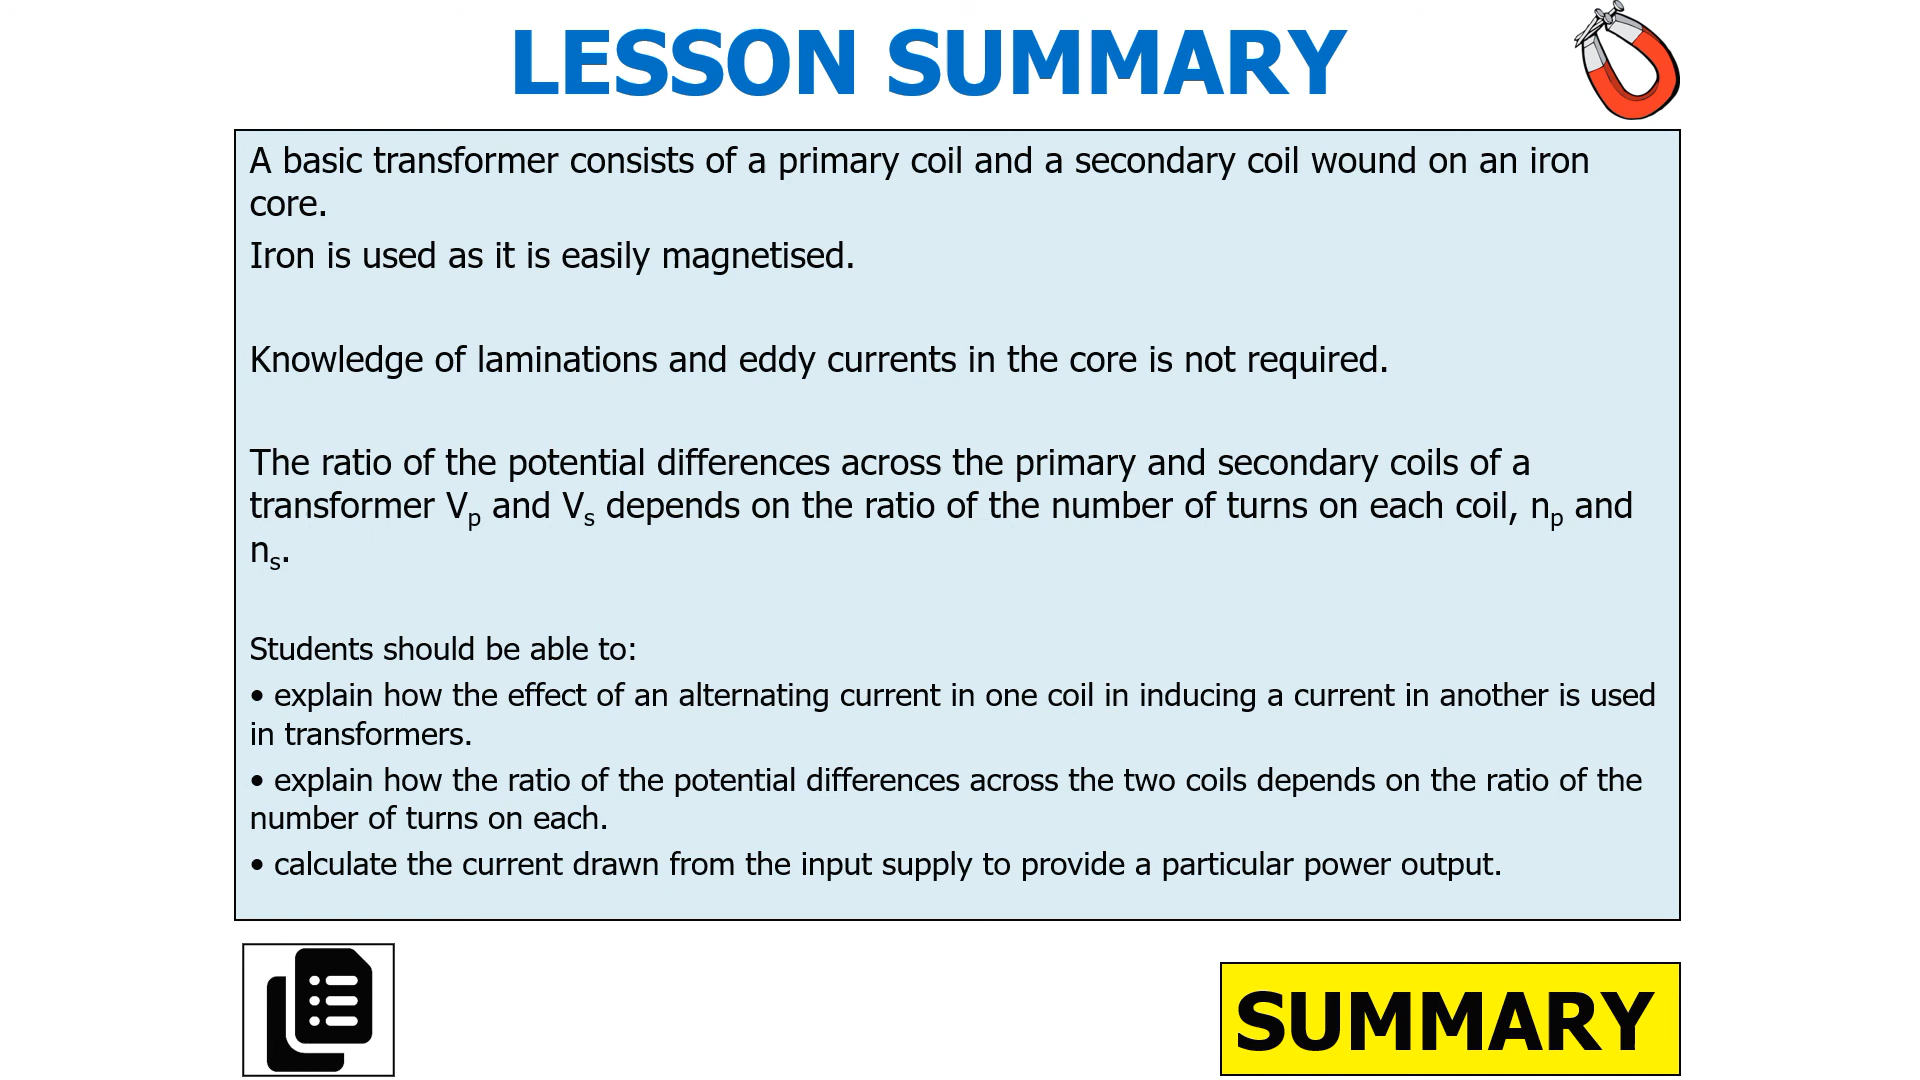 LESSON SUMMARY
A basic transformer consists of a primary coil and a secondary coil wound on an iron
core.
Iron is used as it is easily magnetised.
Knowledge of laminations and eddy currents in the core is not required.
The ratio of the potential differences across the primary and secondary coils of a
transformer Vp and Vs depends on the ratio of the number of turns on each coil, np and
ns.
Students should be able to:
• explain how the effect of an alternating current in one coil in inducing a current in another is used
in transformers.
• explain how the ratio of the potential differences across the two coils depends on the ratio of the
number of turns on each.
• calculate the current drawn from the input supply to provide a particular power output.
SUMMARY